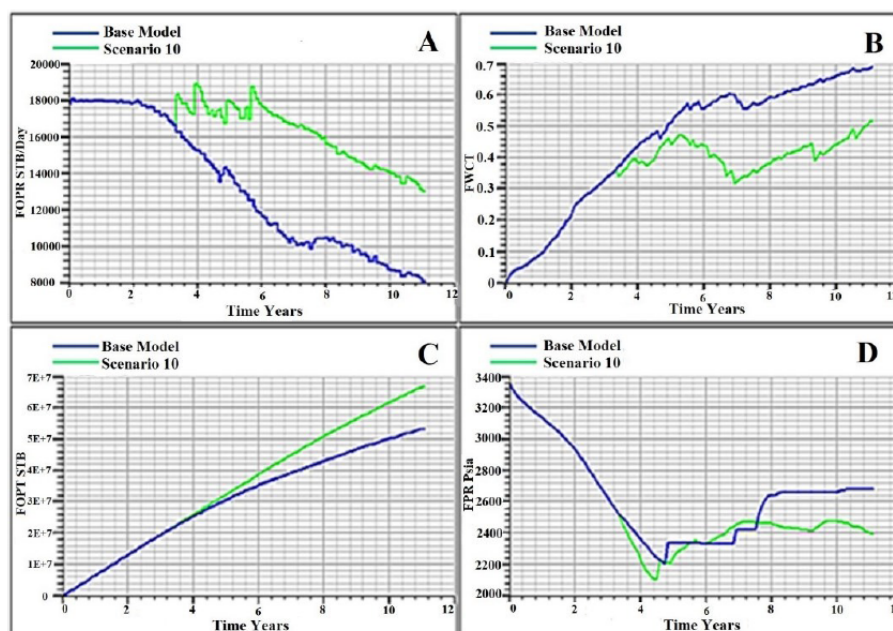 Base Model
Scenario 10
A
FOPR STB/Day
20000
18000
16000
14000
12000
10000
8000
0 2 4 6 8 10 12
Time Years
Base Model
Scenario 10
B
FWCT
0.7
0.6
0.5
0.4
0.3
0.2
0.1
0
0 2 4 6 8 10
Time Years
Base Model
Scenario 10
C
FOPT STB
7E+7
6E+7
5E+7
4E+7
3E+7
2E+7
1E+7
0
0 2 4 6 8 10 12
Time Years
Base Model
Scenario 10
D
FPR Psia
3400
3200
3000
2800
2600
2400
2200
2000
0 2 4 6 8 10
Time Years